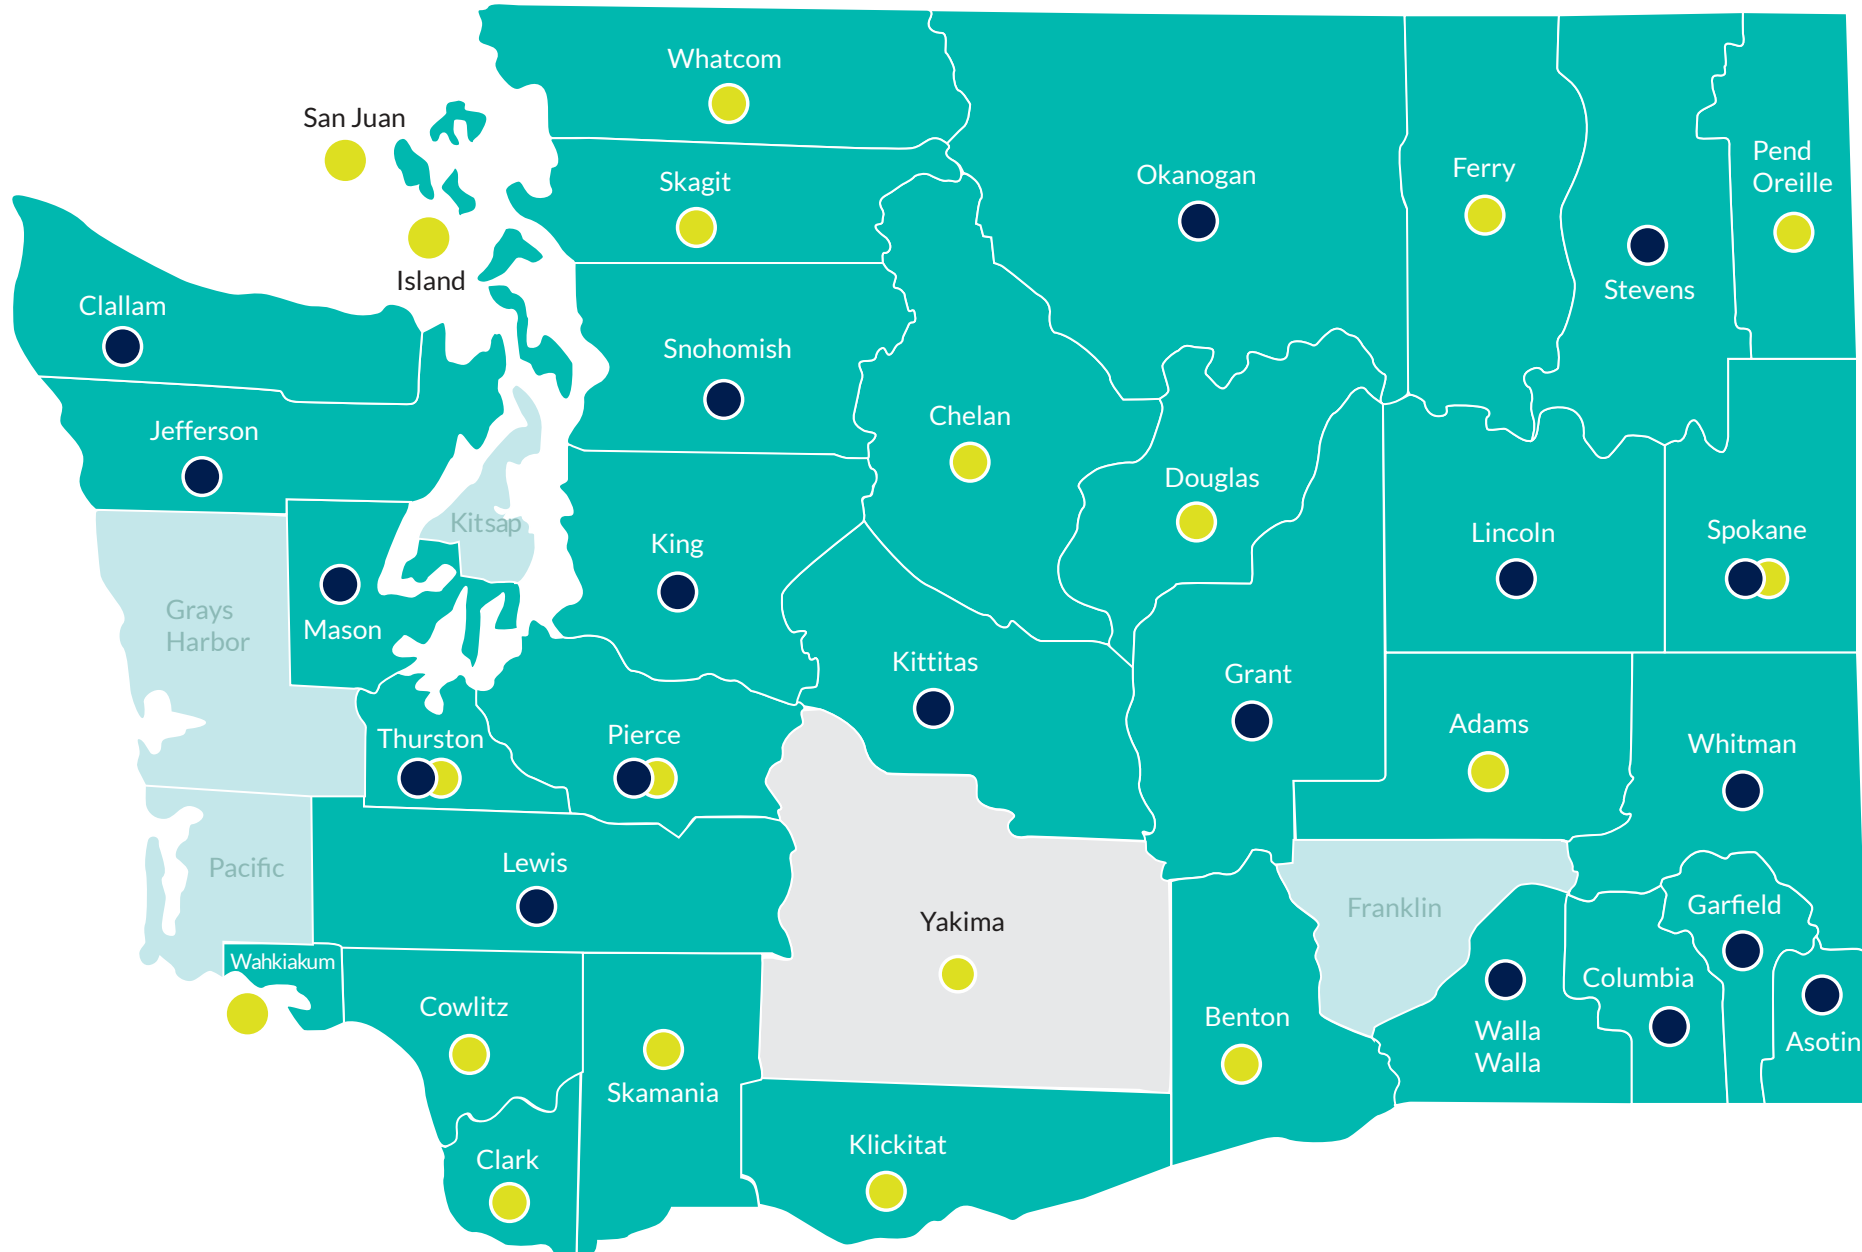 Whatcom
San Juan
Skagit
Okanogan
Ferry
Pend
Oreille
Island
Stevens
Clallam
Snohomish
Chelan
Jefferson
Douglas
Kitsap
King
Lincoln
Spokane
Grays
Harbor
Mason
Kittitas
Grant
Thurston
Pierce
Adams
Whitman
Lewis
Pacific
Yakima
Franklin
Garfield
Wahkiakum
Columbia
Cowlitz
Benton
Walla
Walla
Asotin
Skamania
Klickitat
Clark